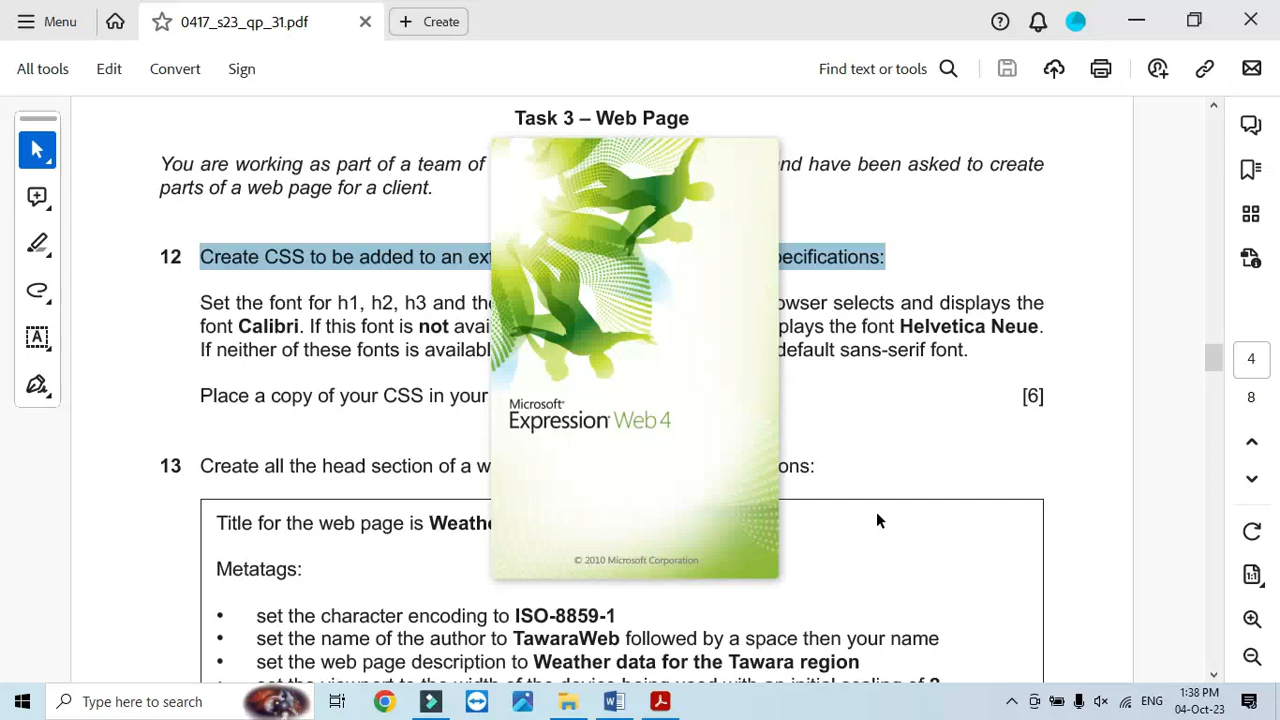 Menu
0417_s23_qp_31.pdf
Create
All tools Edit Convert Sign
Find text or tools
Task 3 – Web Page
You are working as part of a team of
nd have been asked to create
parts of a web page for a client.
12 Create CSS to be added to an ext
pecifications:
Set the font for h1, h2, h3 and the
owser selects and displays the
font Calibri. If this font is not avai
plays the font Helvetica Neue.
If neither of these fonts is availabl
default sans-serif font.
Place a copy of your CSS in your
[6]
Microsoft®
Expression® Web 4
13 Create all the head section of a w
ons:
Title for the web page is Weathe
© 2010 Microsoft Corporation
Metatags:
• set the character encoding to ISO-8859-1
• set the name of the author to TawaraWeb followed by a space then your name
• set the web page description to Weather data for the Tawara region
4
8
1:1
Type here to search
ENG
1:38 PM
04-Oct-23